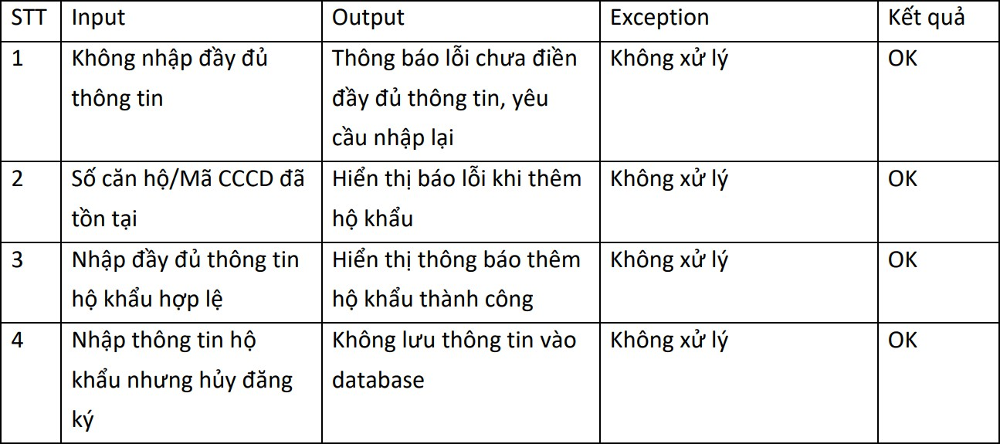 STT Input Output Exception Kết quả
1 Không nhập đầy đủ Thông báo lỗi chưa điền Không xử lý OK
thông tin đầy đủ thông tin, yêu
cầu nhập lại
2 Số căn hộ/Mã CCCD đã Hiển thị báo lỗi khi thêm Không xử lý OK
tồn tại hộ khẩu
3 Nhập đầy đủ thông tin Hiển thị thông báo thêm Không xử lý OK
hộ khẩu hợp lệ hộ khẩu thành công
4 Nhập thông tin hộ Không lưu thông tin vào Không xử lý OK
khẩu nhưng hủy đăng database
ký